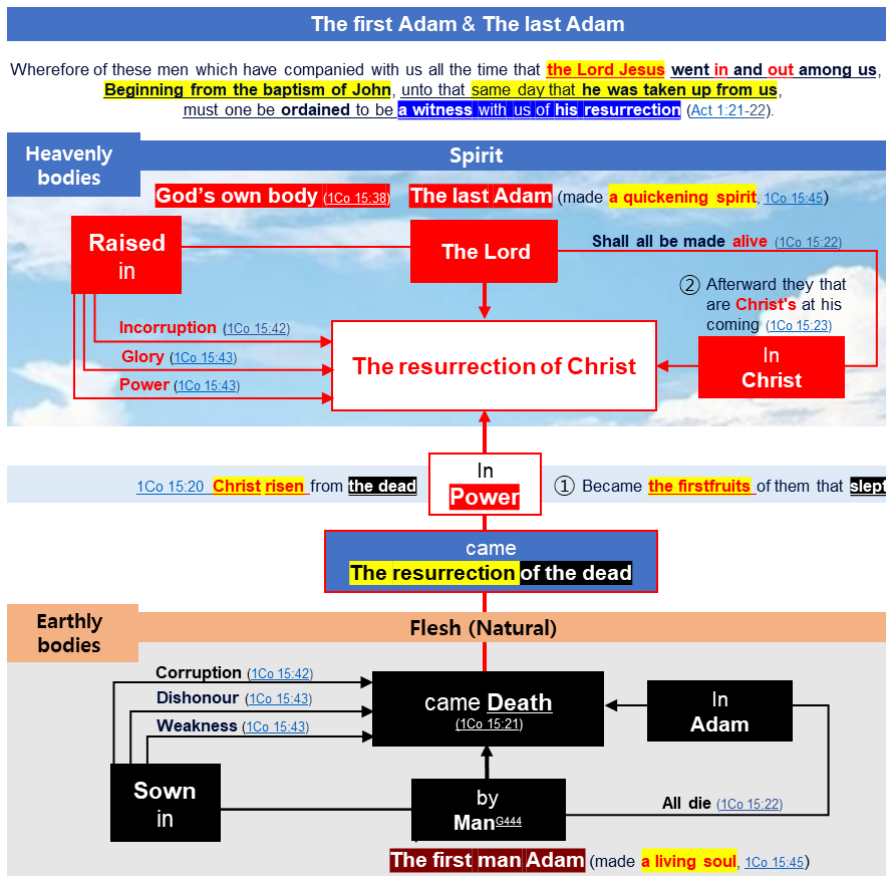 The first Adam & The last Adam
Wherefore of these men which have companied with us all the time that the Lord Jesus went in and out among us,
Beginning from the baptism of John, unto that same day that he was taken up from us,
must one be ordained to be a witness with us of his resurrection (Act 1:21-22).
Heavenly
bodies
Spirit
God's own body (1Co 15:38) The last Adam (made a quickening spirit, 1Co 15:45)
Raised
in
The Lord
Shall all be made alive (1Co 15:22)
② Afterward they that
are Christ's at his
coming (1Co 15:23)
Incorruption (1Co 15:42)
Glory (1Co 15:43)
Power (1Co 15:43)
The resurrection of Christ
In
Christ
1Co 15:20 Christ risen from the dead
In
Power
① Became the firstfruits of them that slept
came
The resurrection of the dead
Earthly
bodies
Flesh (Natural)
Corruption (1Co 15:42)
Dishonour (1Co 15:43)
Weakness (1Co 15:43)
came Death
(1Co 15:21)
In
Adam
Sown
in
by
Man G444
All die (1Co 15:22)
The first man Adam (made a living soul, 1Co 15:45)